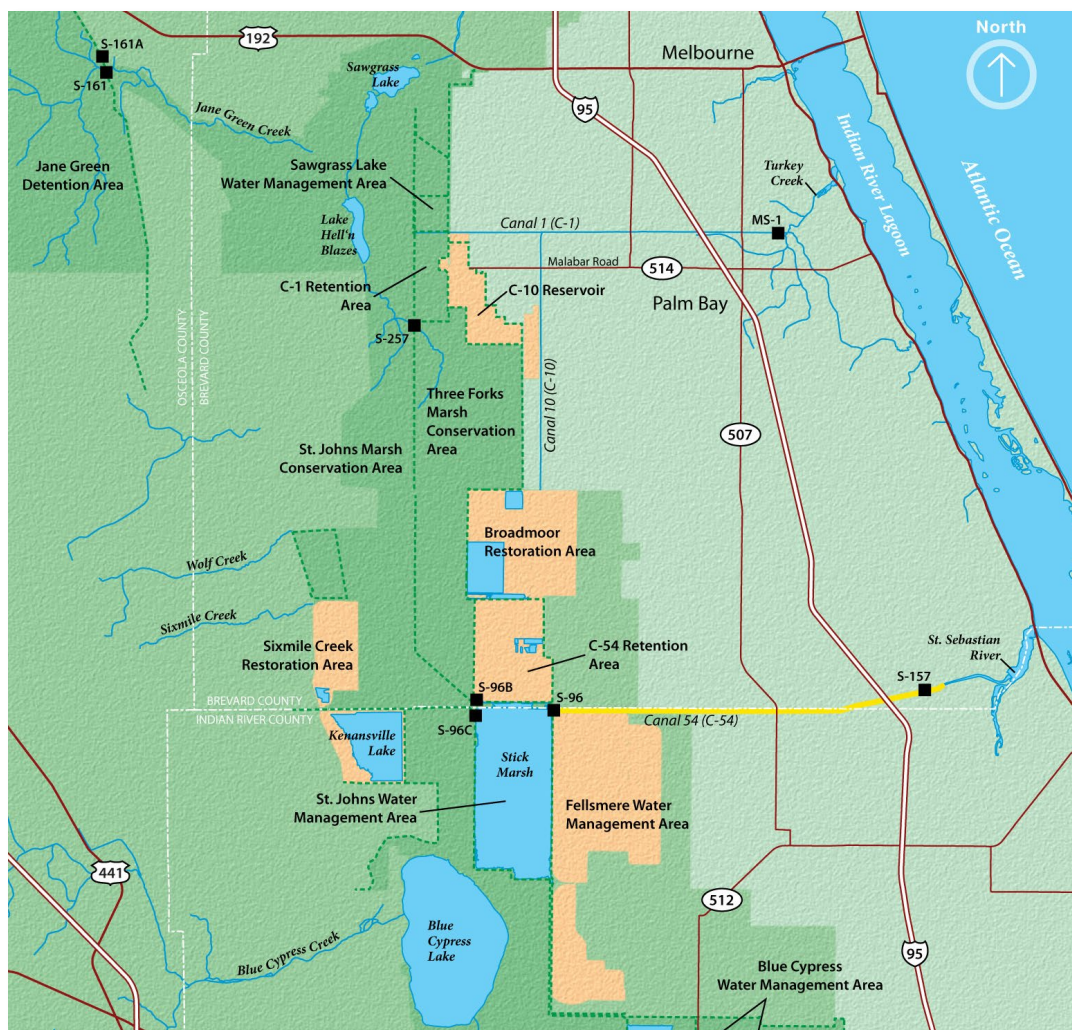 North
192
Melbourne
S-161A
S-161
Sawgrass
Lake
Jane Green Creek
95
Jane Green
Detention Area
Sawgrass Lake
Water Management Area
Turkey
Creek
Indian River Lagoon
Atlantic Ocean
Lake
Hell'n
Blazes
Canal 1 (C-1)
MS-1
Malabar Road
514
C-1 Retention
Area
C-10 Reservoir
Palm Bay
S-257
OSCEOLA COUNTY
BREVARD COUNTY
Canal 10 (C-10)
Three Forks
Marsh
Conservation
Area
507
St. Johns Marsh
Conservation Area
Broadmoor
Restoration Area
Wolf Creek
Sixmile Creek
Sixmile Creek
Restoration Area
C-54 Retention
Area
St. Sebastian
River
S-157
S-96B
S-96
BREVARD COUNTY
INDIAN RIVER COUNTY
S-96C
Canal 54 (C-54)
Kenansville
Lake
Stick
Marsh
St. Johns Water
Management Area
Fellsmere Water
Management Area
441
512
Blue
Cypress
Lake
Blue Cypress Creek
95
Blue Cypress
Water Management Area